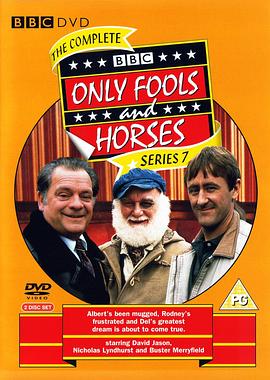 BBC DVD
THE COMPLETE
BBC
ONLY FOOLS
and
HORSES
SERIES 7
DVD
VIDEO
2 DISC SET
PG
Albert's been mugged, Rodney's
frustrated and Del's greatest
dream is about to come true.
starring David Jason,
Nicholas Lyndhurst and Buster Merryfield